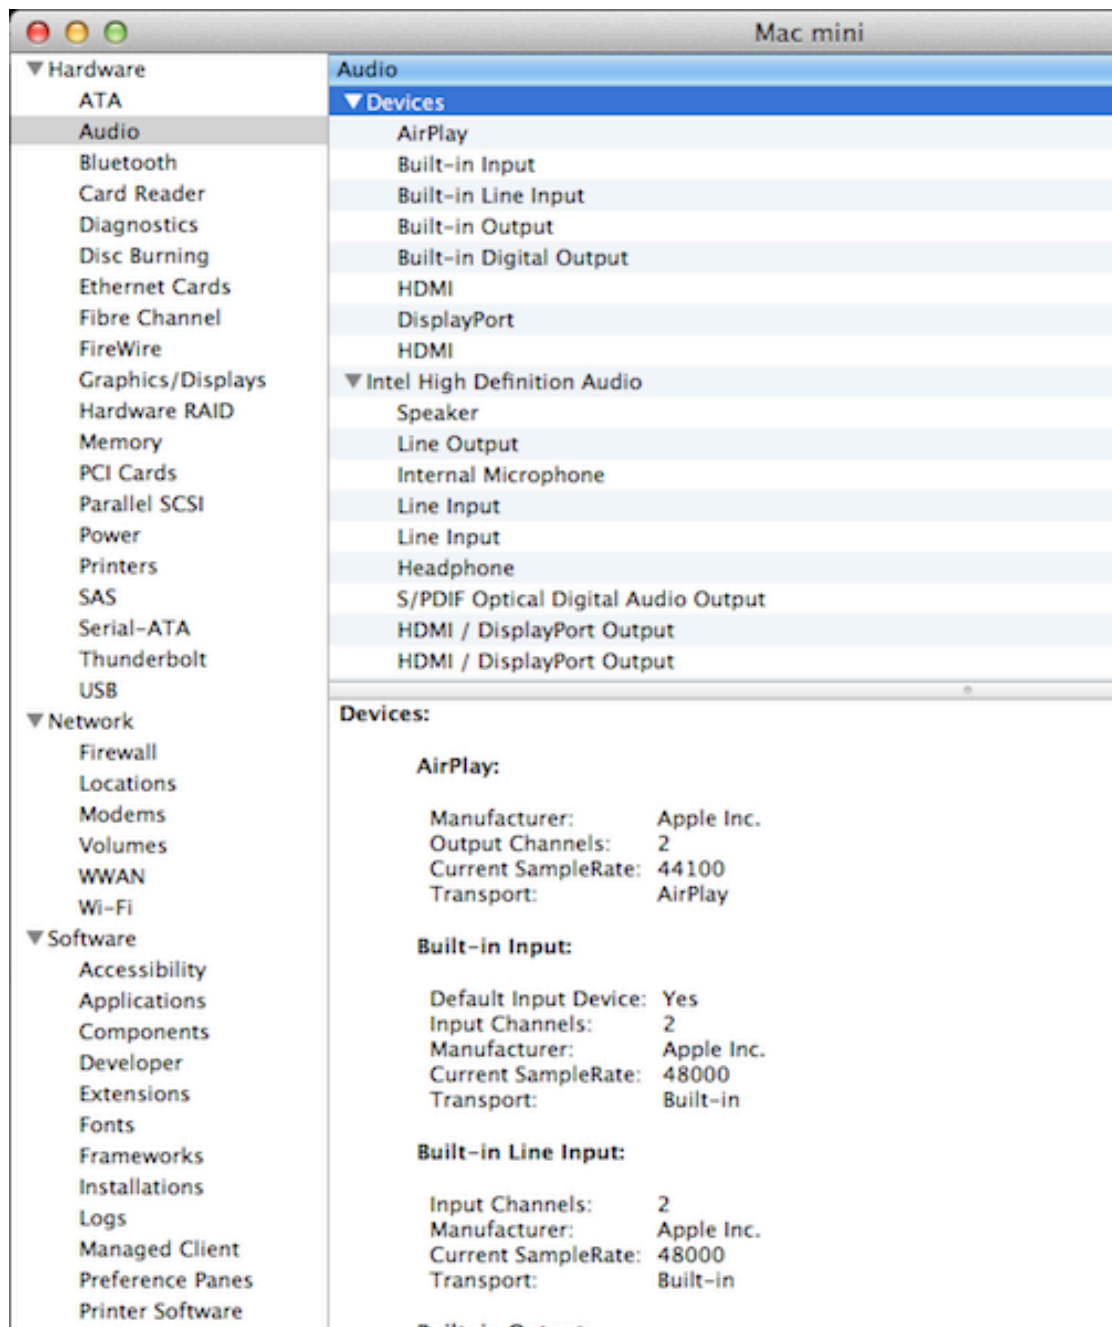 Mac mini
Hardware
ATA
Audio
Bluetooth
Card Reader
Diagnostics
Disc Burning
Ethernet Cards
Fibre Channel
FireWire
Graphics/Displays
Hardware RAID
Memory
PCI Cards
Parallel SCSI
Power
Printers
SAS
Serial-ATA
Thunderbolt
USB
Network
Firewall
Locations
Modems
Volumes
WWAN
Wi-Fi
Software
Accessibility
Applications
Components
Developer
Extensions
Fonts
Frameworks
Installations
Logs
Managed Client
Preference Panes
Printer Software
Audio
Devices
AirPlay
Built-in Input
Built-in Line Input
Built-in Output
Built-in Digital Output
HDMI
DisplayPort
HDMI
Intel High Definition Audio
Speaker
Line Output
Internal Microphone
Line Input
Line Input
Headphone
S/PDIF Optical Digital Audio Output
HDMI / DisplayPort Output
HDMI / DisplayPort Output
Devices:
AirPlay:
Manufacturer: Apple Inc.
Output Channels: 2
Current SampleRate: 44100
Transport: AirPlay
Built-in Input:
Default Input Device: Yes
Input Channels: 2
Manufacturer: Apple Inc.
Current SampleRate: 48000
Transport: Built-in
Built-in Line Input:
Input Channels: 2
Manufacturer: Apple Inc.
Current SampleRate: 48000
Transport: Built-in